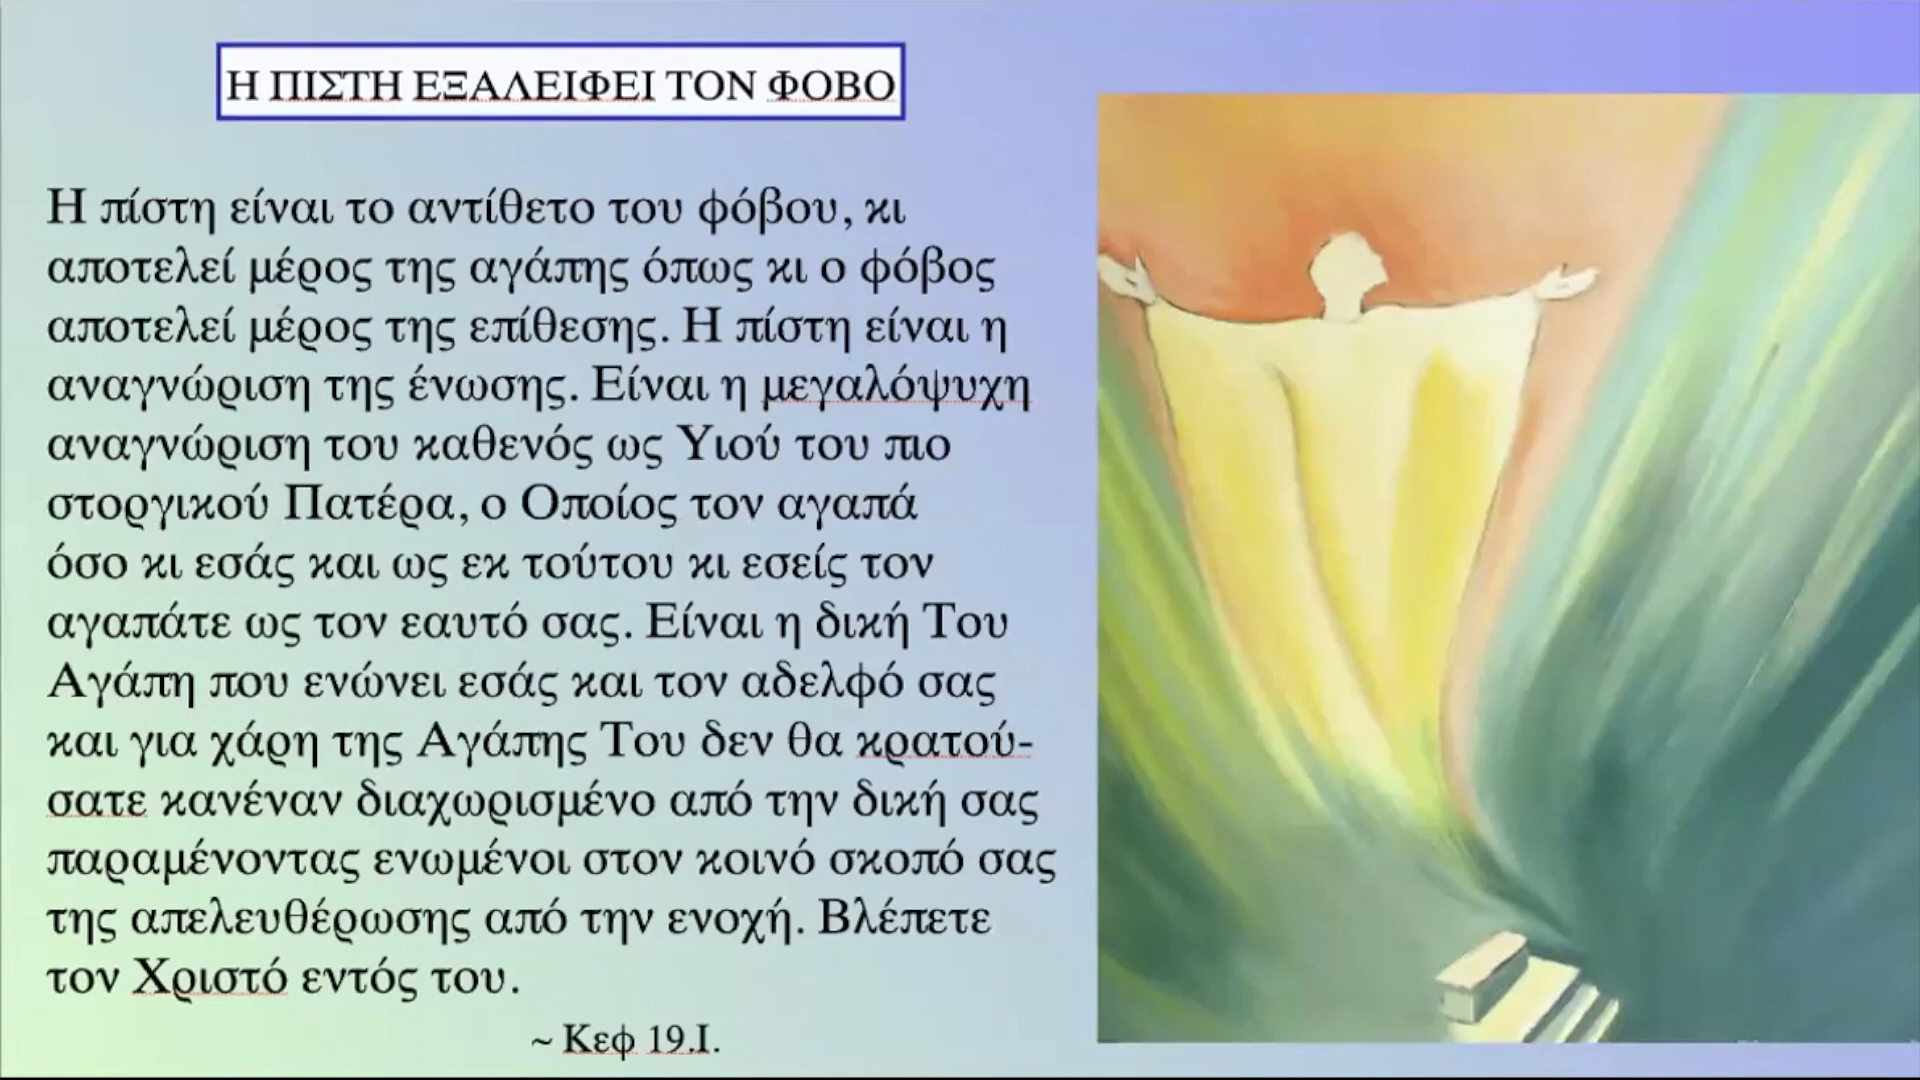 Η ΠΙΣΤΗ ΕΞΑΛΕΙΦΕΙ ΤΟΝ ΦΟΒΟ
Η πίστη είναι το αντίθετο του φόβου, κι
αποτελεί μέρος της αγάπης όπως κι ο φόβος
αποτελεί μέρος της επίθεσης. Η πίστη είναι η
αναγνώριση της ένωσης. Είναι η μεγαλόψυχη
αναγνώριση του καθενός ως Υιού του πιο
στοργικού Πατέρα, ο Οποίος τον αγαπά
όσο κι εσάς και ως εκ τούτου κι εσείς τον
αγαπάτε ως τον εαυτό σας. Είναι η δική Του
Αγάπη που ενώνει εσάς και τον αδελφό σας
και για χάρη της Αγάπης Του δεν θα κρατού-
σατε κανέναν διαχωρισμένο από την δική σας
παραμένοντας ενωμένοι στον κοινό σκοπό σας
της απελευθέρωσης από την ενοχή. Βλέπετε
τον Χριστό εντός του.
~ Κεφ 19.Ι.